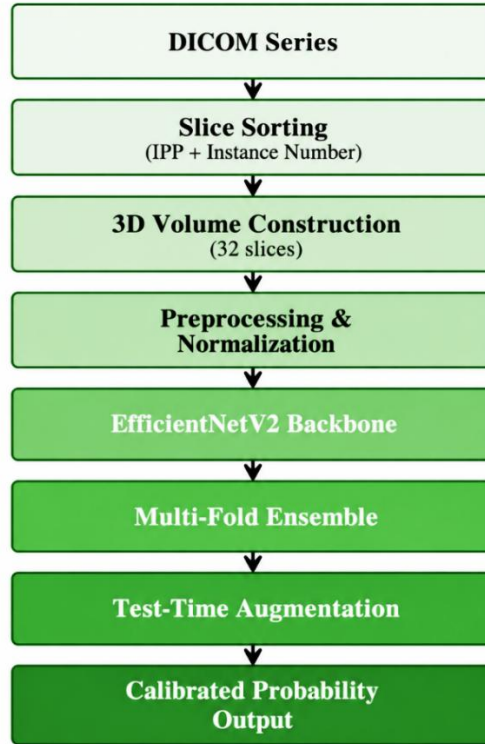 DICOM Series
Slice Sorting
(IPP + Instance Number)
3D Volume Construction
(32 slices)
Preprocessing &
Normalization
EfficientNetV2 Backbone
Multi-Fold Ensemble
Test-Time Augmentation
Calibrated Probability
Output